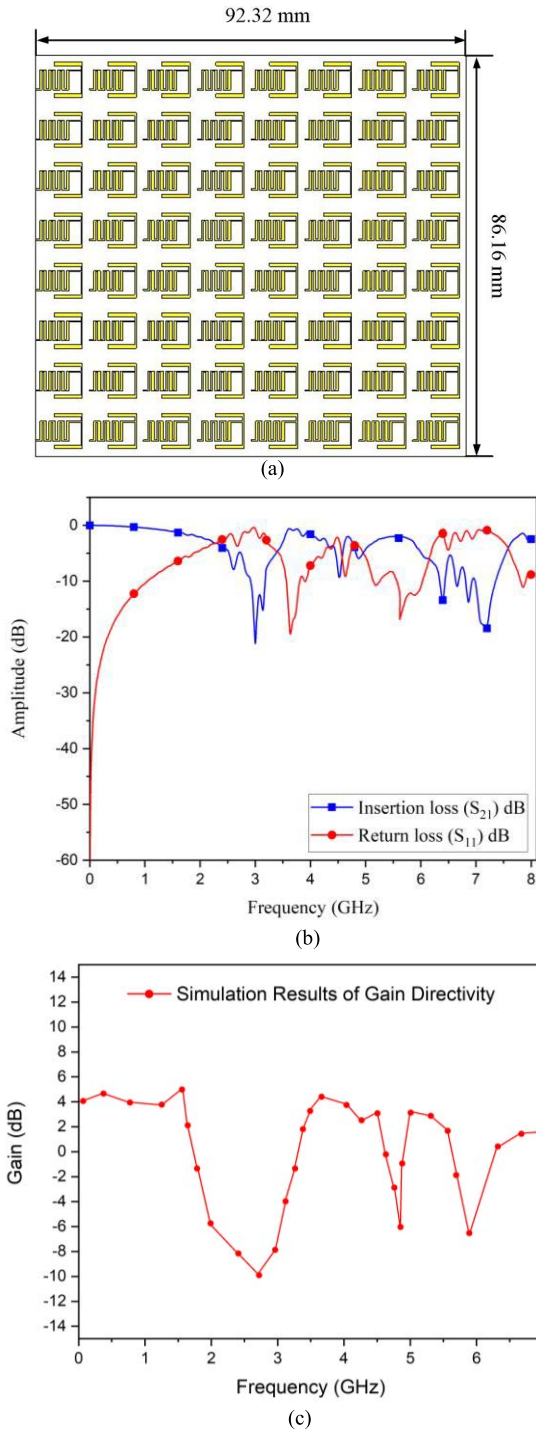 92.32 mm
86.16 mm
(a)
0
-10
-20
-30
-40
-50
-60
Amplitude (dB)
Insertion loss (S21) dB
Return loss (S11) dB
0 1 2 3 4 5 6 7 8
Frequency (GHz)
(b)
14
12
10
8
6
4
2
0
-2
-4
-6
-8
-10
-12
-14
Gain (dB)
Simulation Results of Gain Directivity
0 1 2 3 4 5 6
Frequency (GHz)
(c)